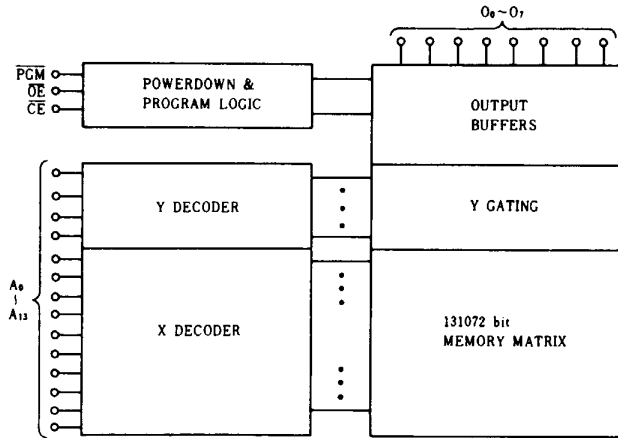 O₀~O₇
PGM
OE
CE
POWERDOWN &
PROGRAM LOGIC
OUTPUT
BUFFERS
Y DECODER
Y GATING
A₀
~
A₁₃
X DECODER
131072 bit
MEMORY MATRIX